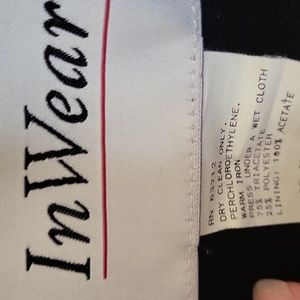 InWear
RN 63712
DRY CLEAN ONLY.
PERCHLOROETHYLENE.
WARM IRON
PRESS UNDER A WET CLOTH
75% TRIACETATE
25% POLYESTER
LINING: 100% ACETATE